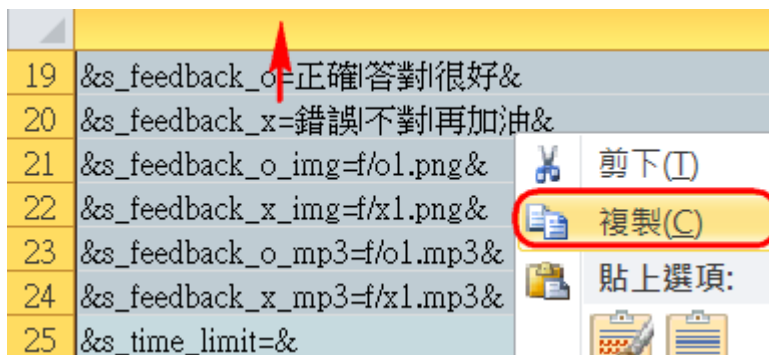 19 &s_feedback_o=正確|答對|很好&
20 &s_feedback_x=錯誤|不對|再加油&
21 &s_feedback_o_img=f/o1.png&
22 &s_feedback_x_img=f/x1.png&
23 &s_feedback_o_mp3=f/o1.mp3&
24 &s_feedback_x_mp3=f/x1.mp3&
25 &s_time_limit=&
剪下(T)
複製(C)
貼上選項: